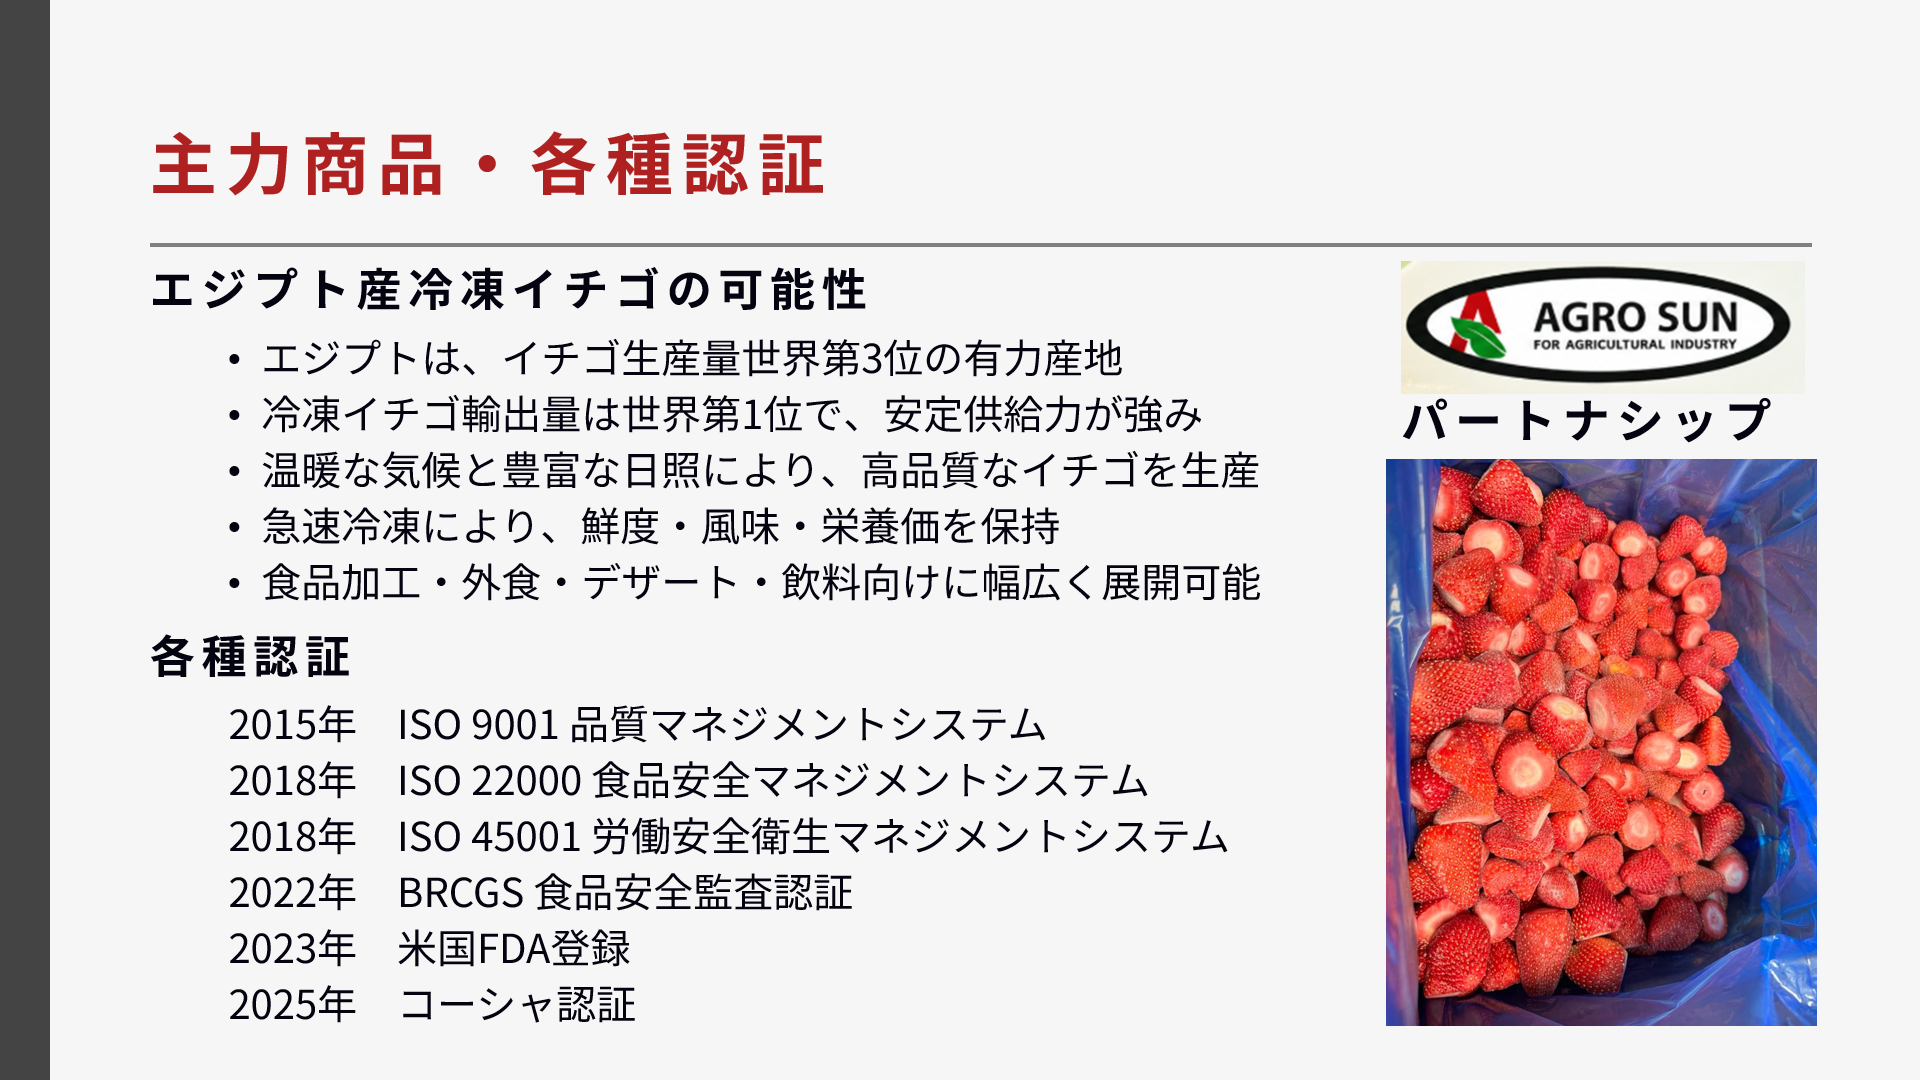 主力商品・各種認証
エジプト産冷凍イチゴの可能性
• エジプトは、イチゴ生産量世界第3位の有力産地
• 冷凍イチゴ輸出量は世界第1位で、安定供給力が強み
• 温暖な気候と豊富な日照により、高品質なイチゴを生産
• 急速冷凍により、鮮度・風味・栄養価を保持
• 食品加工・外食・デザート・飲料向けに幅広く展開可能
各種認証
2015年　ISO 9001 品質マネジメントシステム
2018年　ISO 22000 食品安全マネジメントシステム
2018年　ISO 45001 労働安全衛生マネジメントシステム
2022年　BRCGS 食品安全監査認証
2023年　米国FDA登録
2025年　コーシャ認証
AGRO SUN
FOR AGRICULTURAL INDUSTRY
パートナシップ